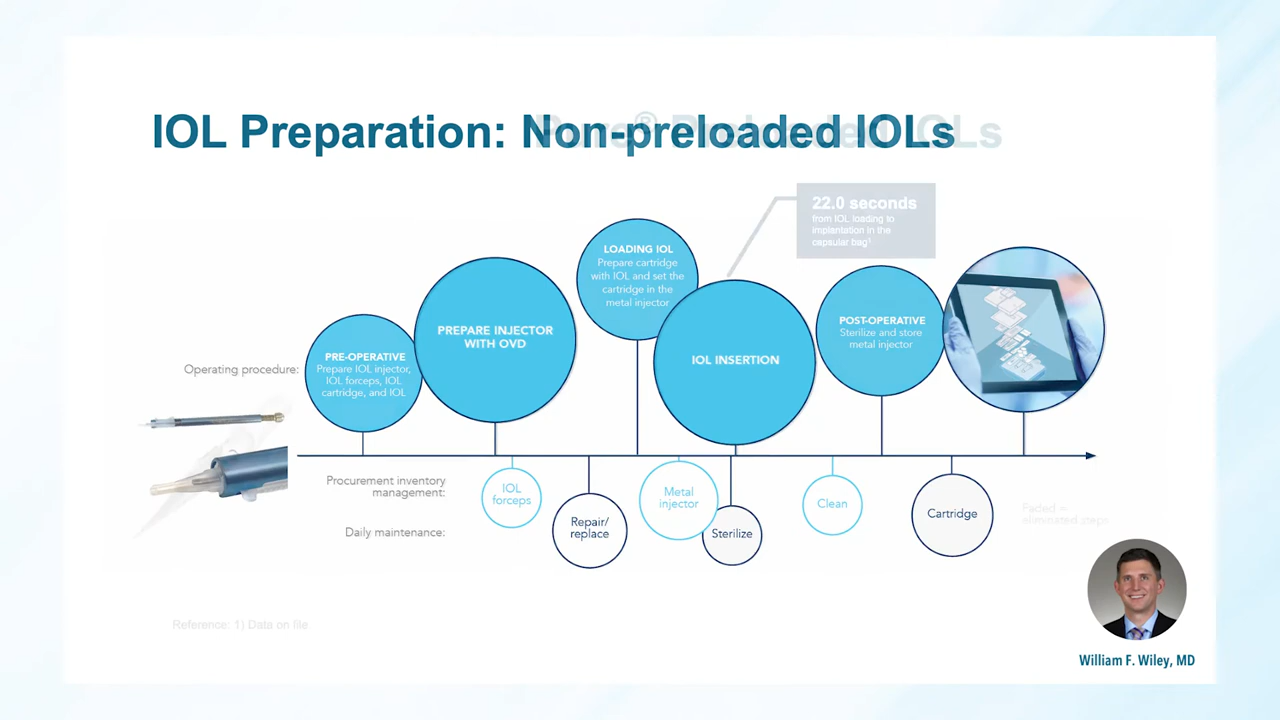 IOL Preparation: Non-preloaded IOLs
22.0 seconds
from IOL loading to
implantation in the
capsular bag¹
LOADING IOL
Prepare cartridge
with IOL and set the
cartridge in the
metal injector
PREPARE INJECTOR
WITH OVD
POST-OPERATIVE
Sterilize and store
metal injector
PRE-OPERATIVE
Prepare IOL injector,
IOL forceps, IOL
cartridge, and IOL
IOL INSERTION
Operating procedure:
Procurement inventory
management:
Daily maintenance:
IOL
forceps
Repair/
replace
Metal
injector
Sterilize
Clean
Cartridge
Faded =
eliminated steps
Reference: 1) Data on file
William F. Wiley, MD